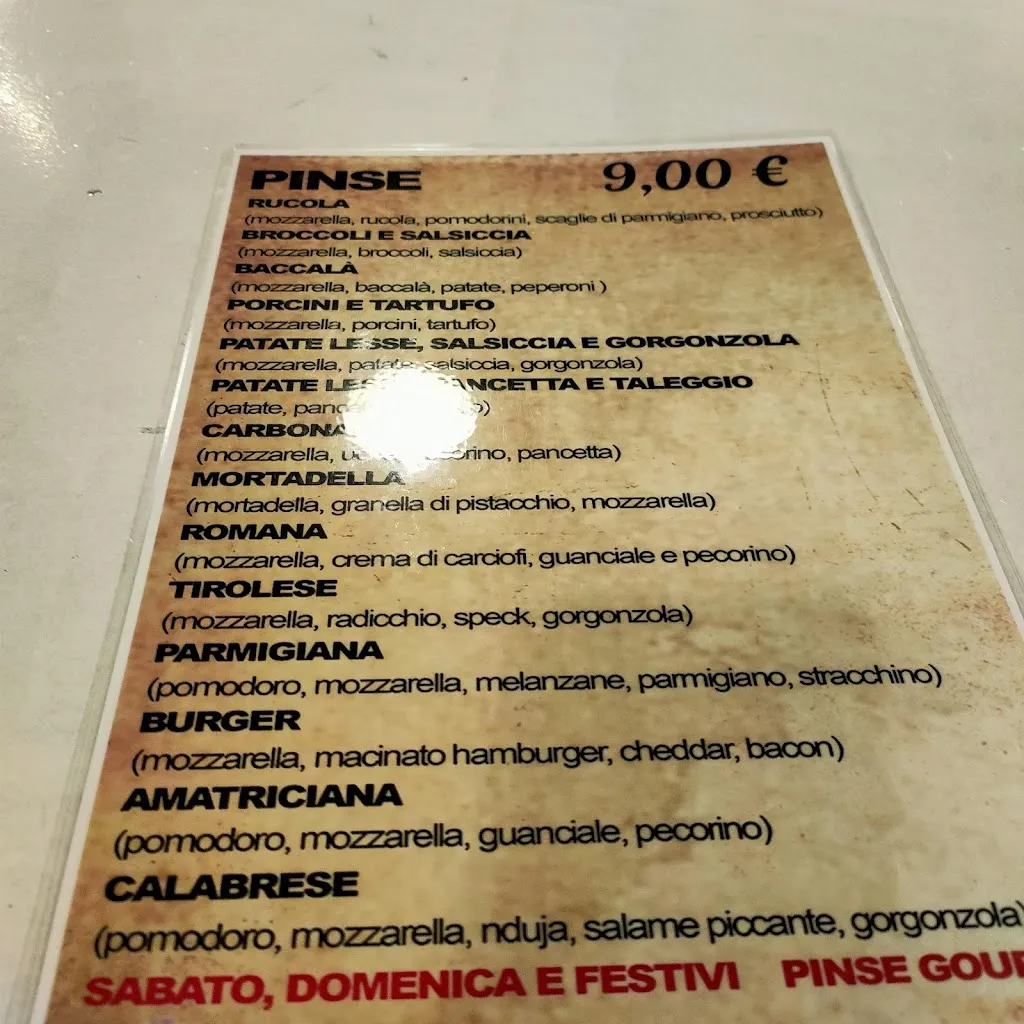 PINSE 9,00 €
RUCOLA
(mozzarella, rucola, pomodorini, scaglie di parmigiano, prosciutto)
BROCCOLI E SALSICCIA
(mozzarella, broccoli, salsiccia)
BACCALÀ
(mozzarella, baccalà, patate, peperoni )
PORCINI E TARTUFO
(mozzarella, porcini, tartufo)
PATATE LESSE, SALSICCIA E GORGONZOLA
(mozzarella, patate, salsiccia, gorgonzola)
PATATE E TALEGGIO
(patate,
(mozzarella, pancetta)
MORTADELLA
(mortadella, granella di pistacchio, mozzarella)
ROMANA
(mozzarella, crema di carciofi, guanciale e pecorino)
TIROLESE
(mozzarella, radicchio, speck, gorgonzola)
PARMIGIANA
(pomodoro, mozzarella, melanzane, parmigiano, stracchino)
BURGER
(mozzarella, macinato hamburger, cheddar, bacon)
AMATRICIANA
(pomodoro, mozzarella, guanciale, pecorino)
CALABRESE
(pomodoro, mozzarella, nduja, salame piccante, gorgonzola)
SABATO, DOMENICA E FESTIVI PINSE